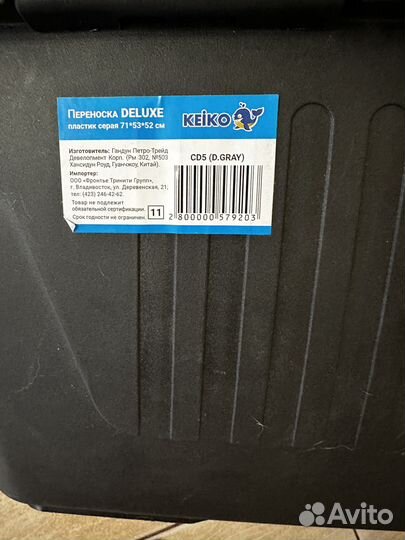 Переноска DELUXE
пластик серая 71*53*52 см
KEIKO
Изготовитель: Гандун Петро-Трейд
Девелопмент Корп. (Рм 302, №503
Хансидун Роуд, Гуанчжоу, Китай).
Импортер:
ООО «Фронтье Тринити Групп»,
г. Владивосток, ул. Деревенская, 21,
тел: (423) 246-42-62.
Товар не подлежит
обязательной сертификации.
Срок годности не ограничен.
11
CD5 (D.GRAY)
2 800000 579203
Avito